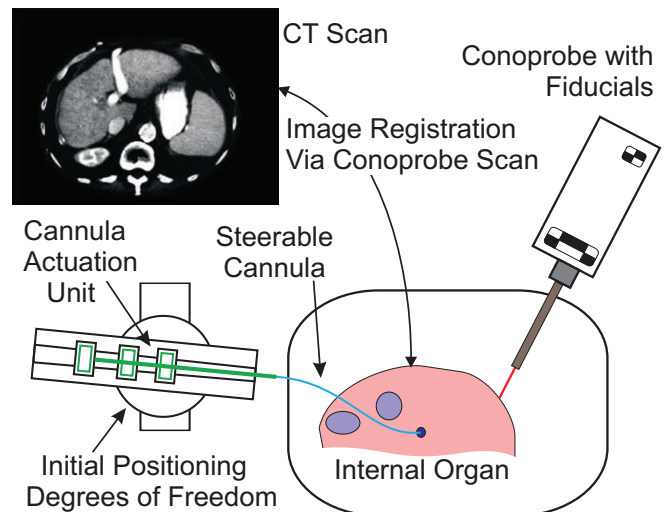 CT Scan
Conoprobe with
Fiducials
Image Registration
Via Conoprobe Scan
Cannula
Actuation
Unit
Steerable
Cannula
Initial Positioning
Degrees of Freedom
Internal Organ